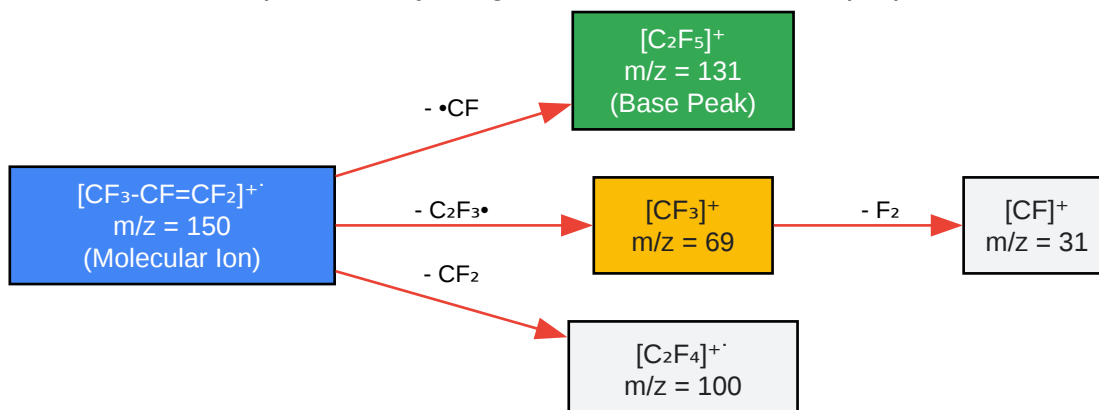 [C₂F₅]⁺
m/z = 131
(Base Peak)
- •CF
[CF₃-CF=CF₂]⁺˙
m/z = 150
(Molecular Ion)
- C₂F₃•
[CF₃]⁺
m/z = 69
- F₂
[CF]⁺
m/z = 31
- CF₂
[C₂F₄]⁺˙
m/z = 100